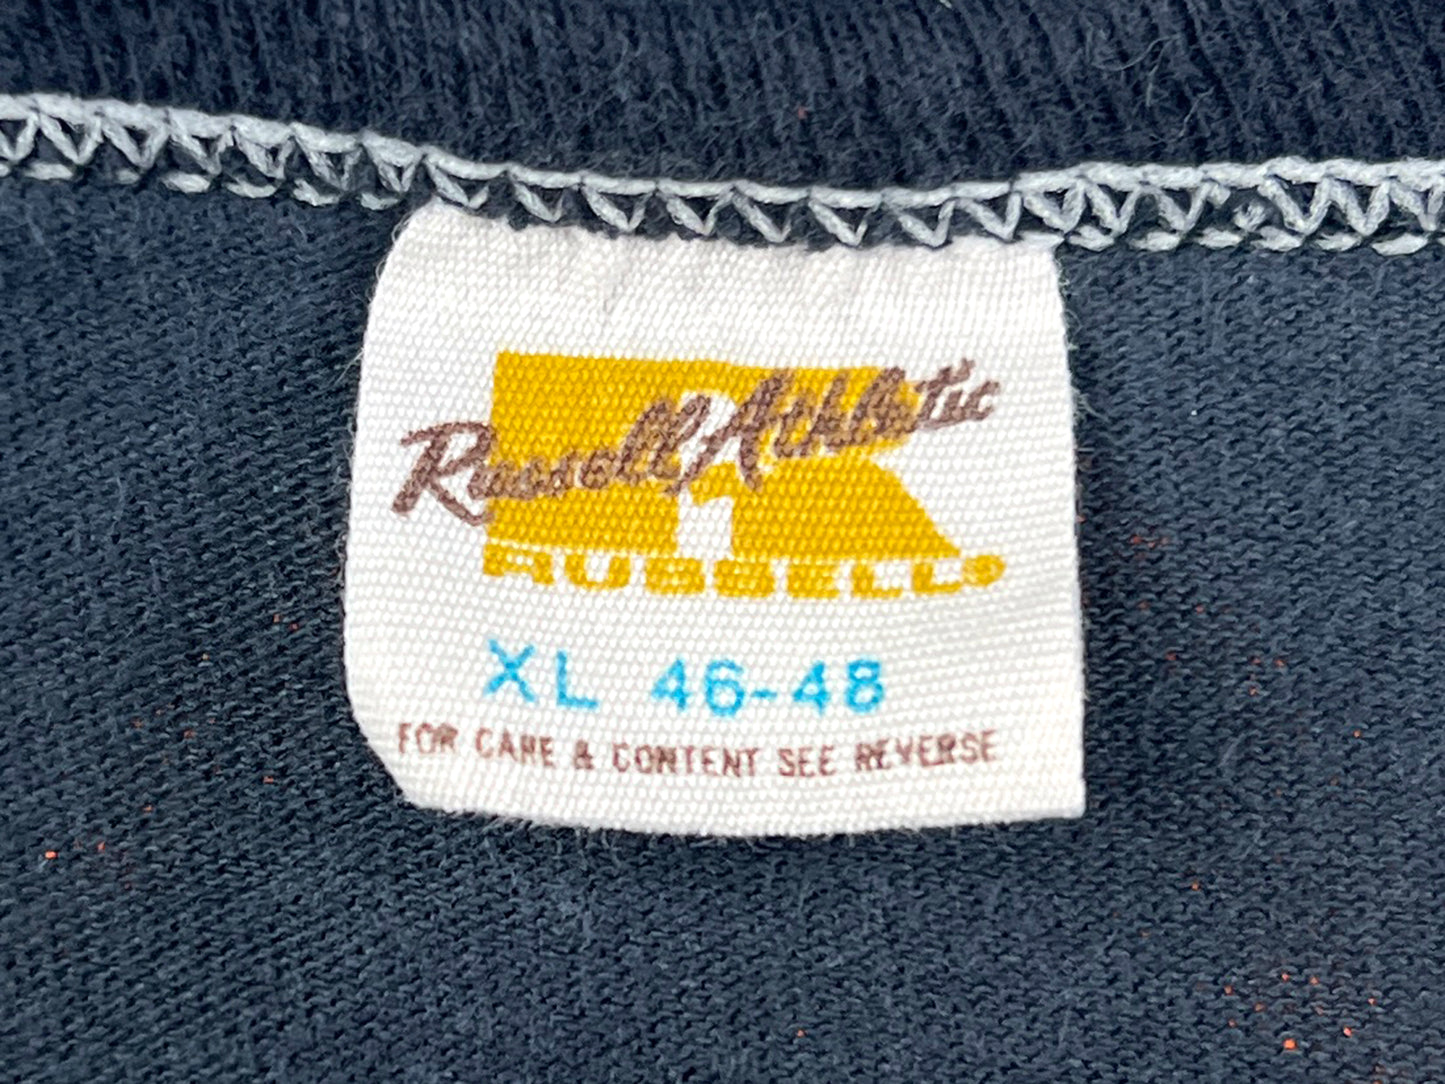 Russell Athletic
R
RUSSELL®
XL 46-48
FOR CARE & CONTENT SEE REVERSE